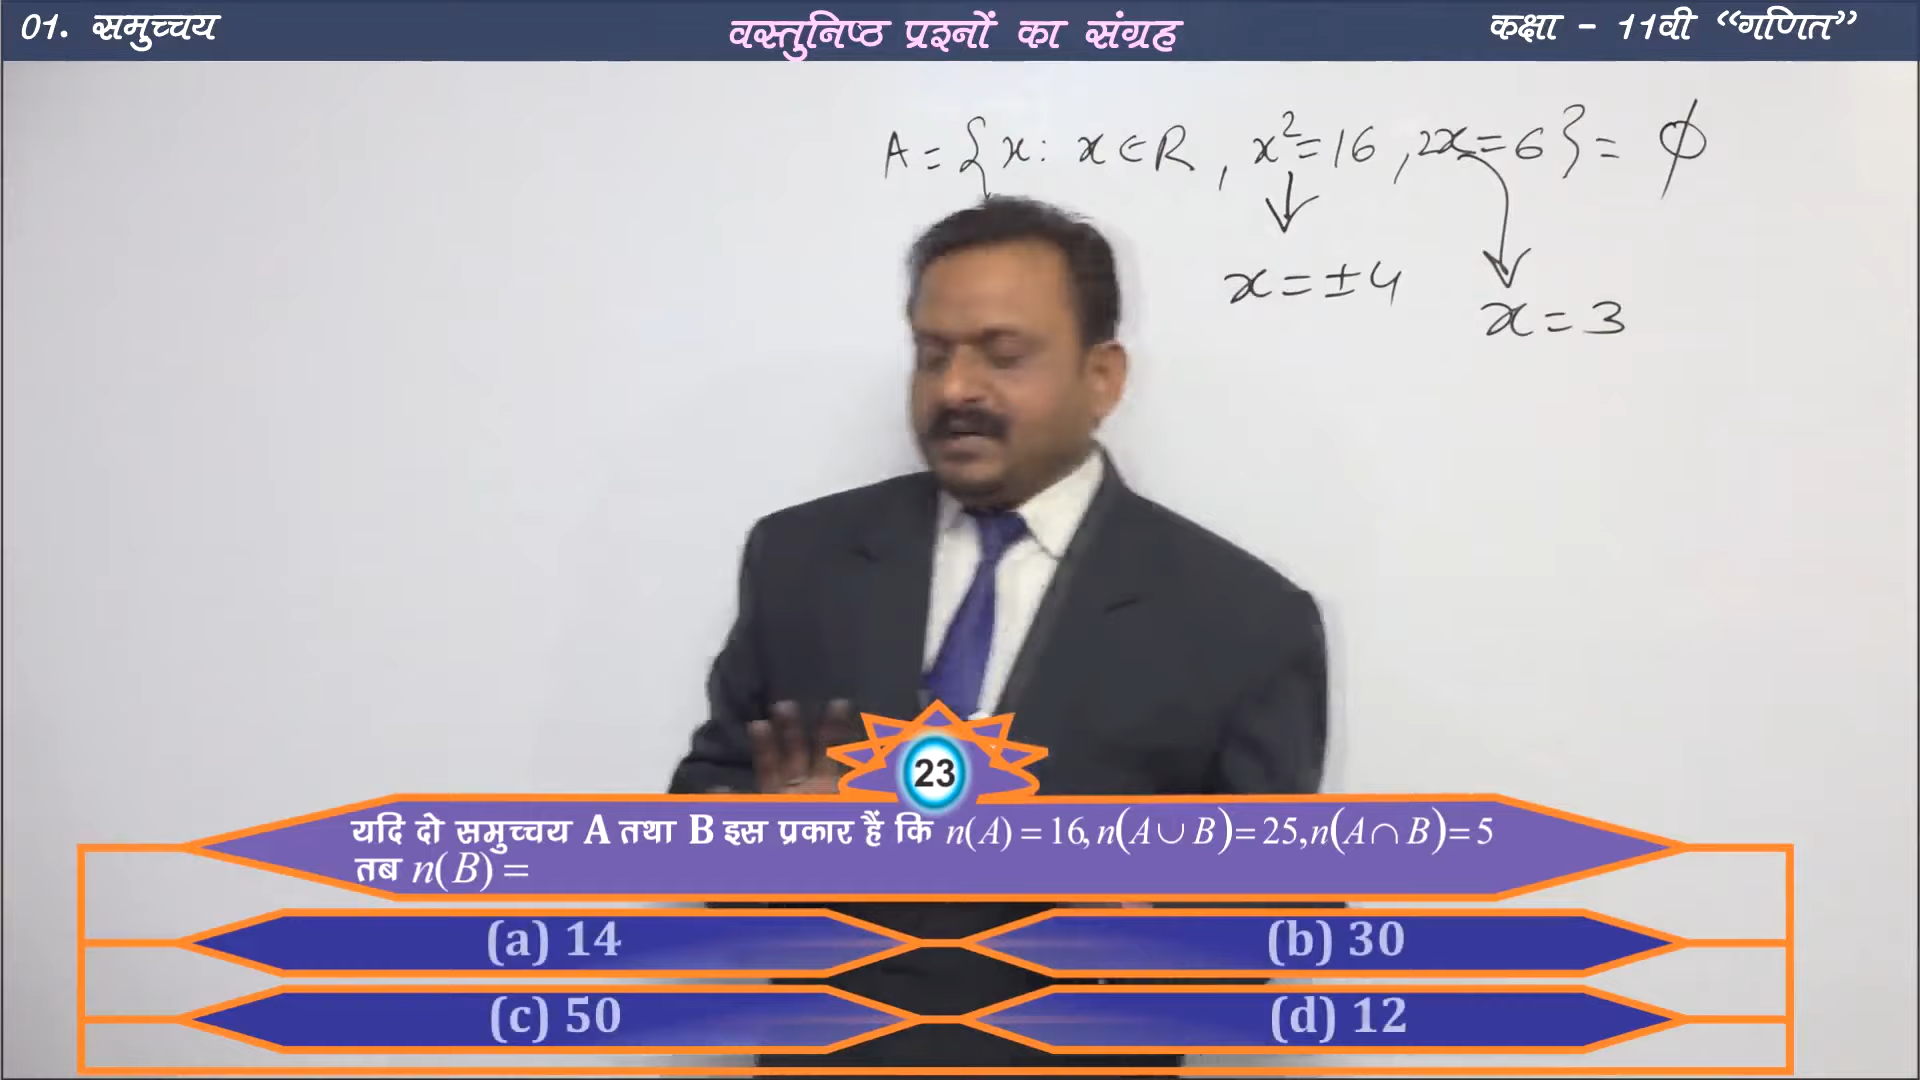 01. समुच्चय
वस्तुनिष्ठ प्रश्नों का संग्रह
कक्षा - 11वी “गणित”
A = {x : x ∈ R , x² = 16 , 2x = 6} = ϕ
x = ±4
x = 3
23
यदि दो समुच्चय A तथा B इस प्रकार हैं कि n(A) = 16, n(A ∪ B) = 25, n(A ∩ B) = 5
तब n(B) =
(a) 14
(b) 30
(c) 50
(d) 12